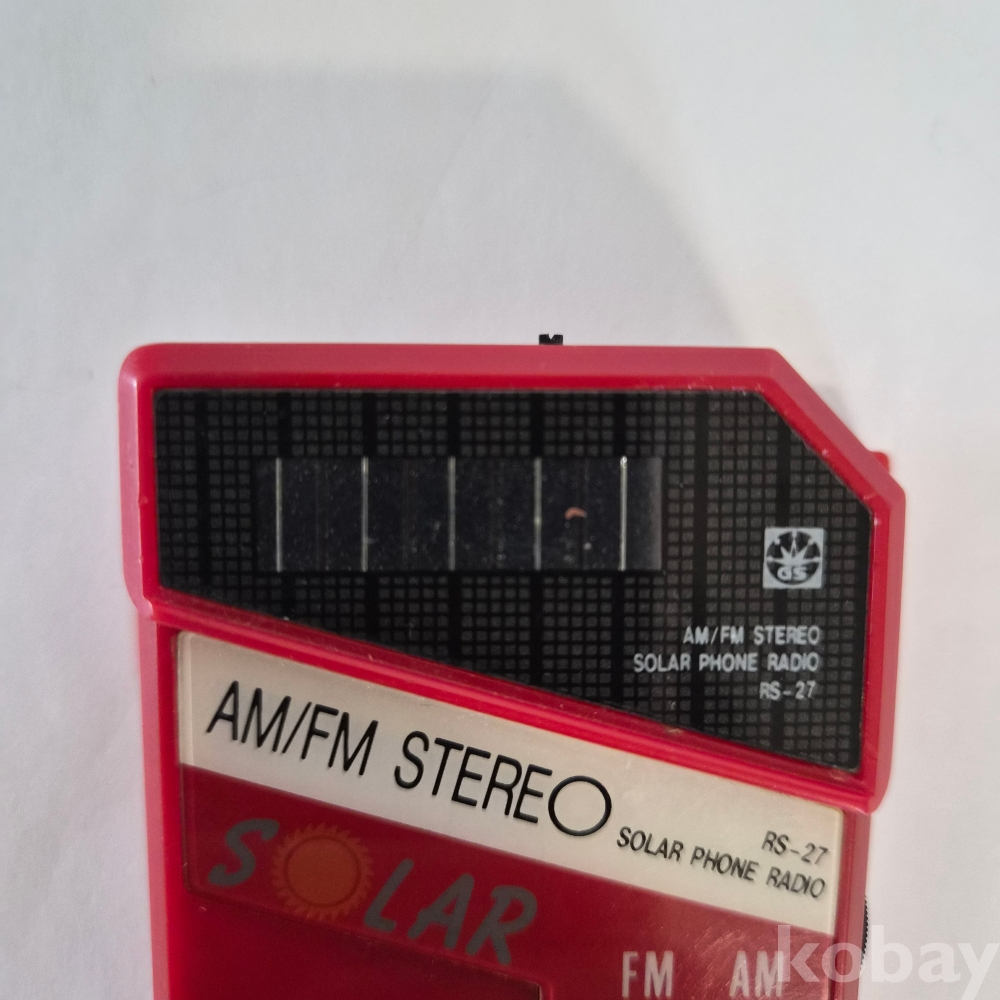 GS
AM/FM STEREO
SOLAR PHONE RADIO
RS-27
AM/FM STEREO
RS-27
SOLAR PHONE RADIO
SOLAR
FM AM
kobay